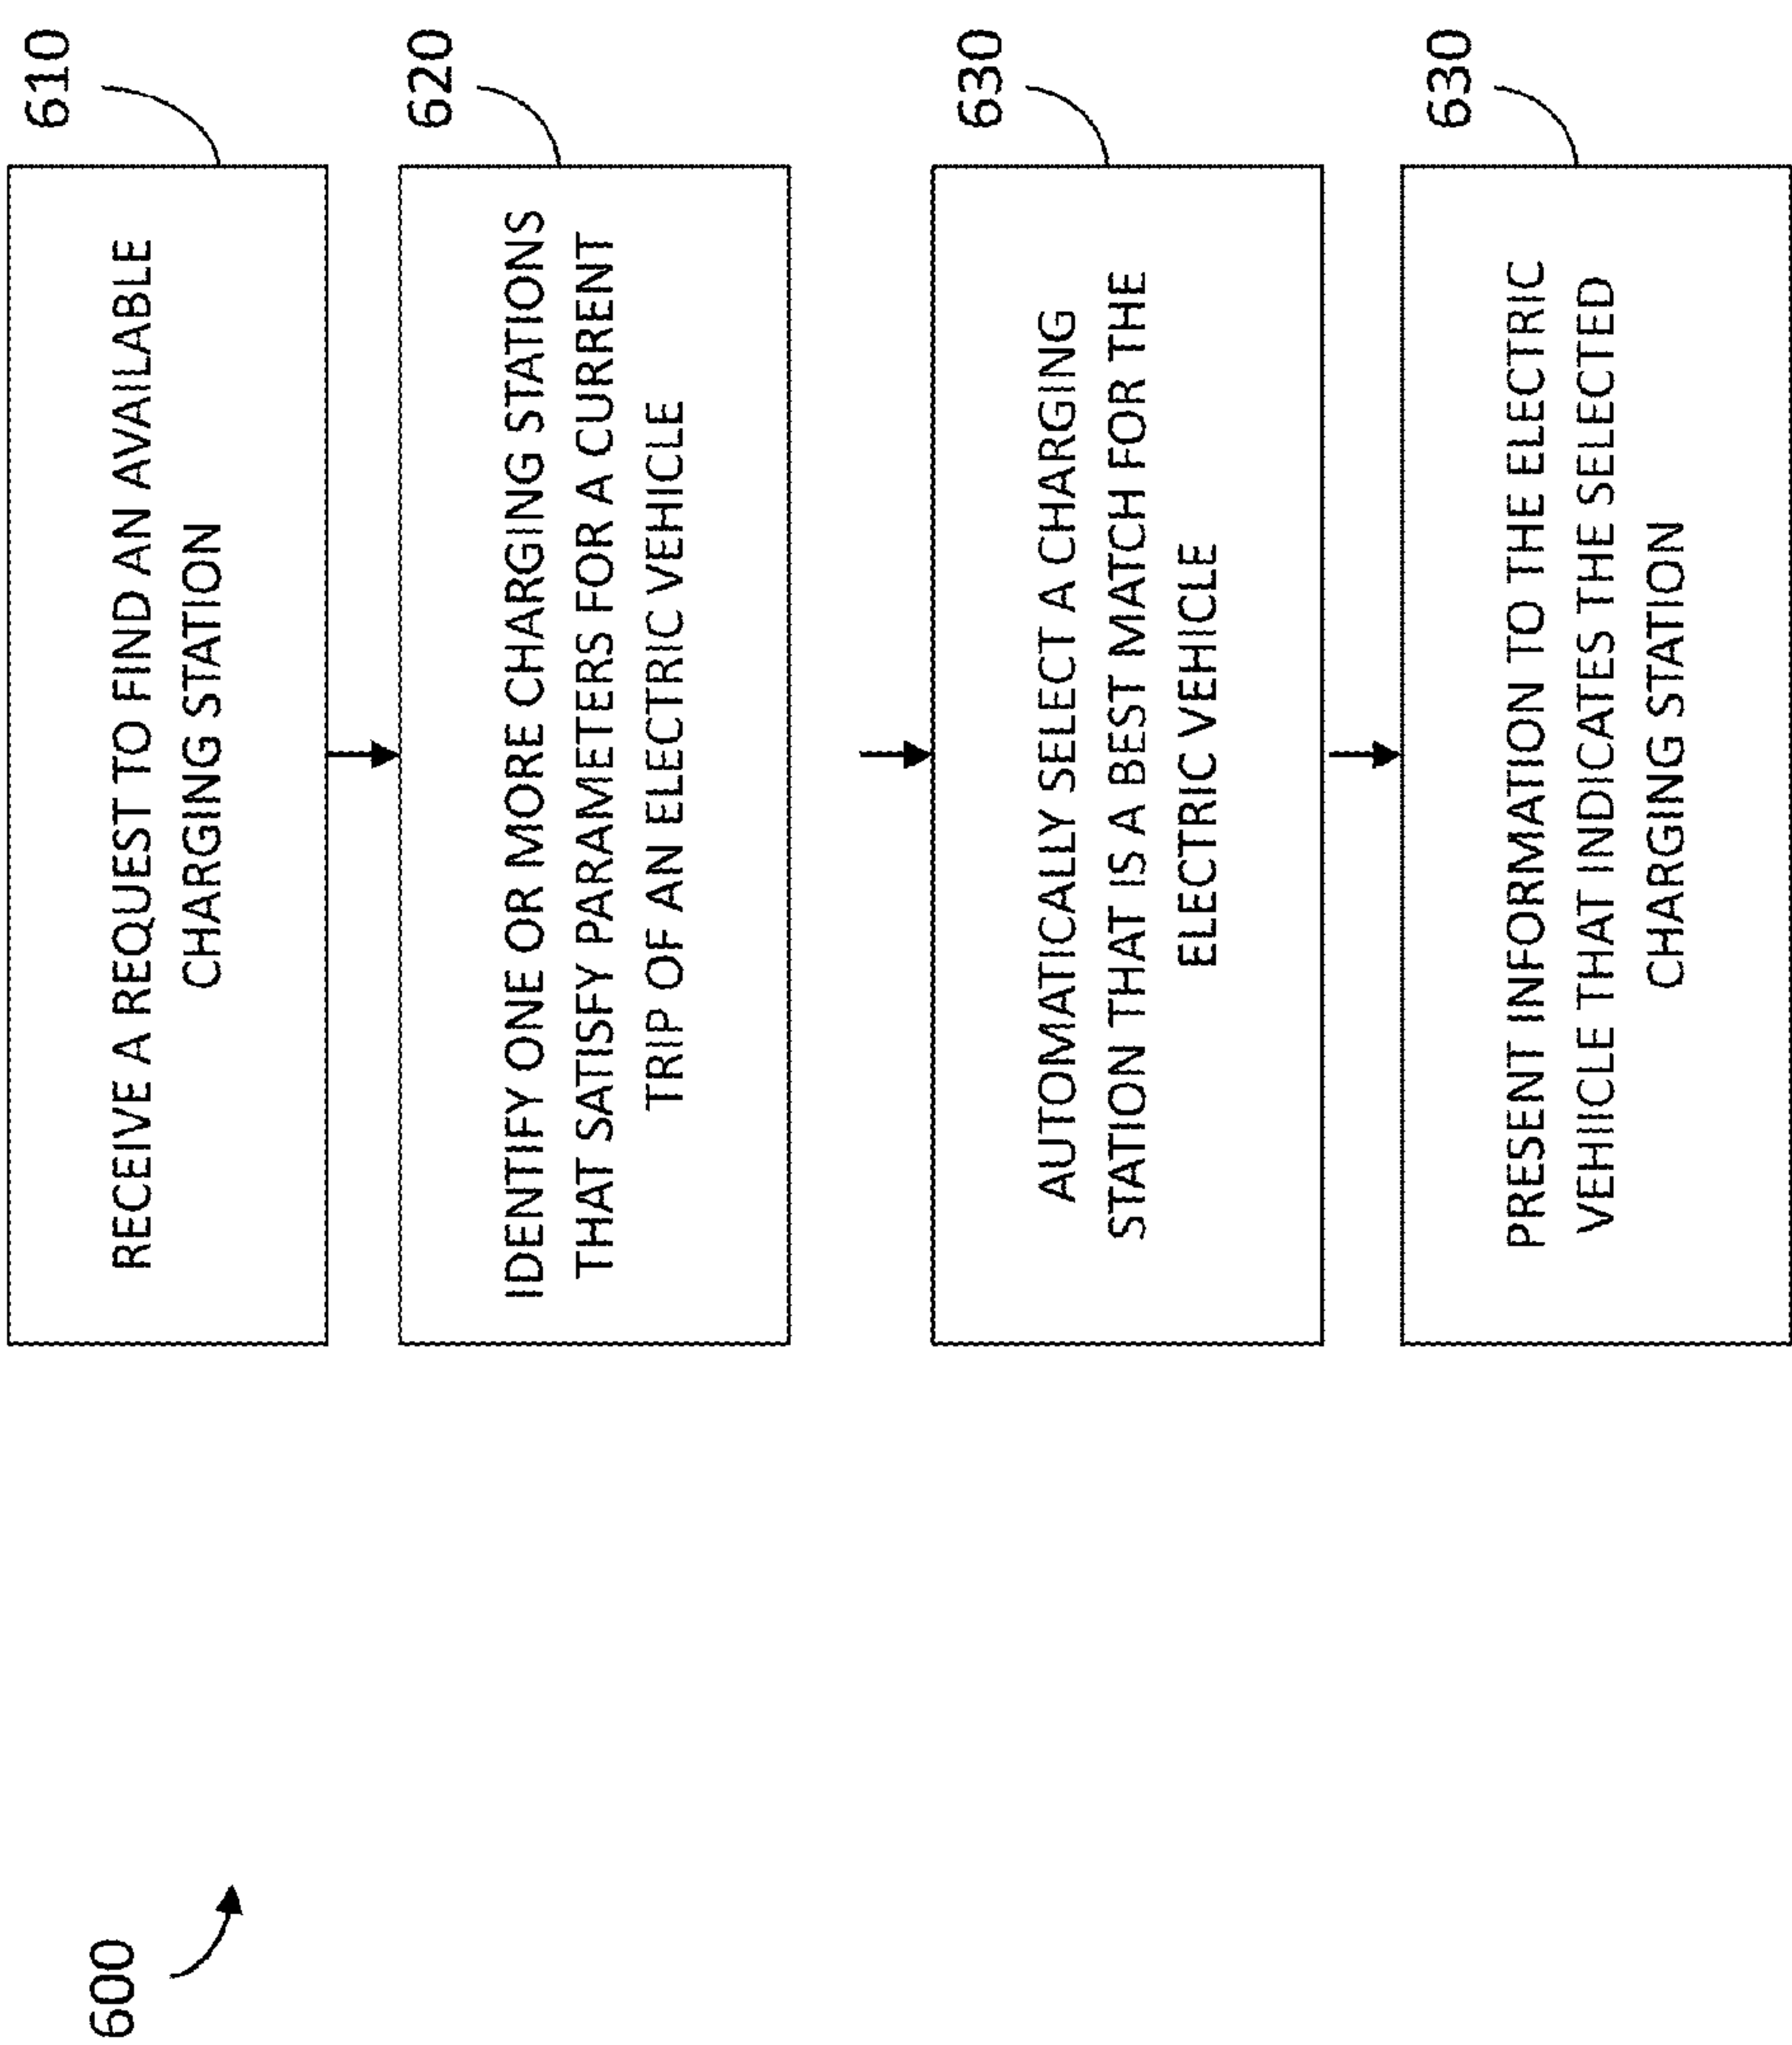 600
610
RECEIVE A REQUEST TO FIND AN AVAILABLE
CHARGING STATION
620
IDENTIFY ONE OR MORE CHARGING STATIONS
THAT SATISFY PARAMETERS FOR A CURRENT
TRIP OF AN ELECTRIC VEHICLE
630
AUTOMATICALLY SELECT A CHARGING
STATION THAT IS A BEST MATCH FOR THE
ELECTRIC VEHICLE
630
PRESENT INFORMATION TO THE ELECTRIC
VEHIICLE THAT INDICATES THE SELECTED
CHARGING STATION